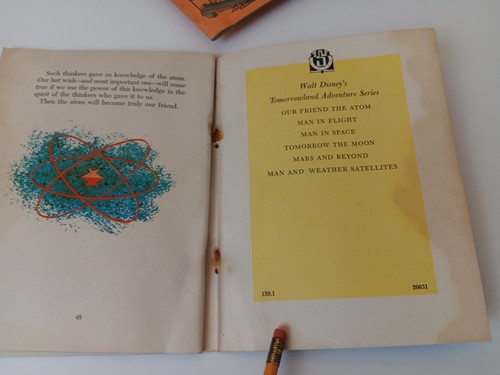 Such thinkers gave us knowledge of the atom.
Our last wish—and most important one—will come
true if we use the power of this knowledge in the
spirit of the thinkers who gave it to us.
Then the atom will become truly our friend.
48
Walt Disney's
Tomorrowland Adventure Series
OUR FRIEND THE ATOM
MAN IN FLIGHT
MAN IN SPACE
TOMORROW THE MOON
MARS AND BEYOND
MAN AND WEATHER SATELLITES
150.1
26631